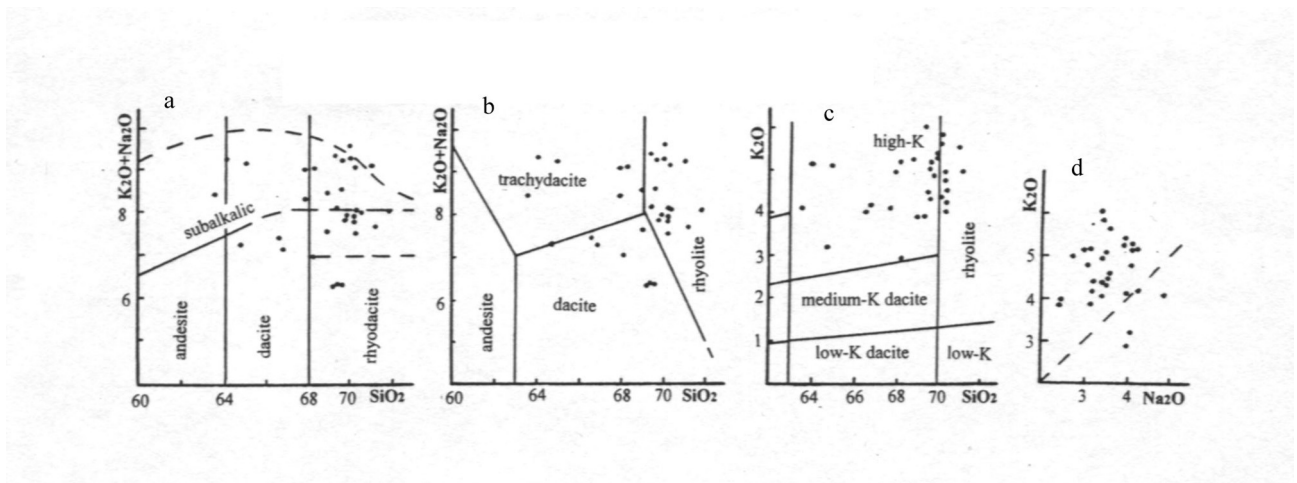 a
K₂O+Na₂O
8
6
subalkalic
andesite
dacite
rhyodacite
60
64
68
70
SiO₂
b
K₂O+Na₂O
8
6
trachydacite
andesite
dacite
rhyolite
60
64
68
70
SiO₂
c
K₂O
4
3
2
1
high-K
medium-K dacite
low-K dacite
low-K
rhyolite
64
66
68
70
SiO₂
d
K₂O
5
4
3
3
4
Na₂O